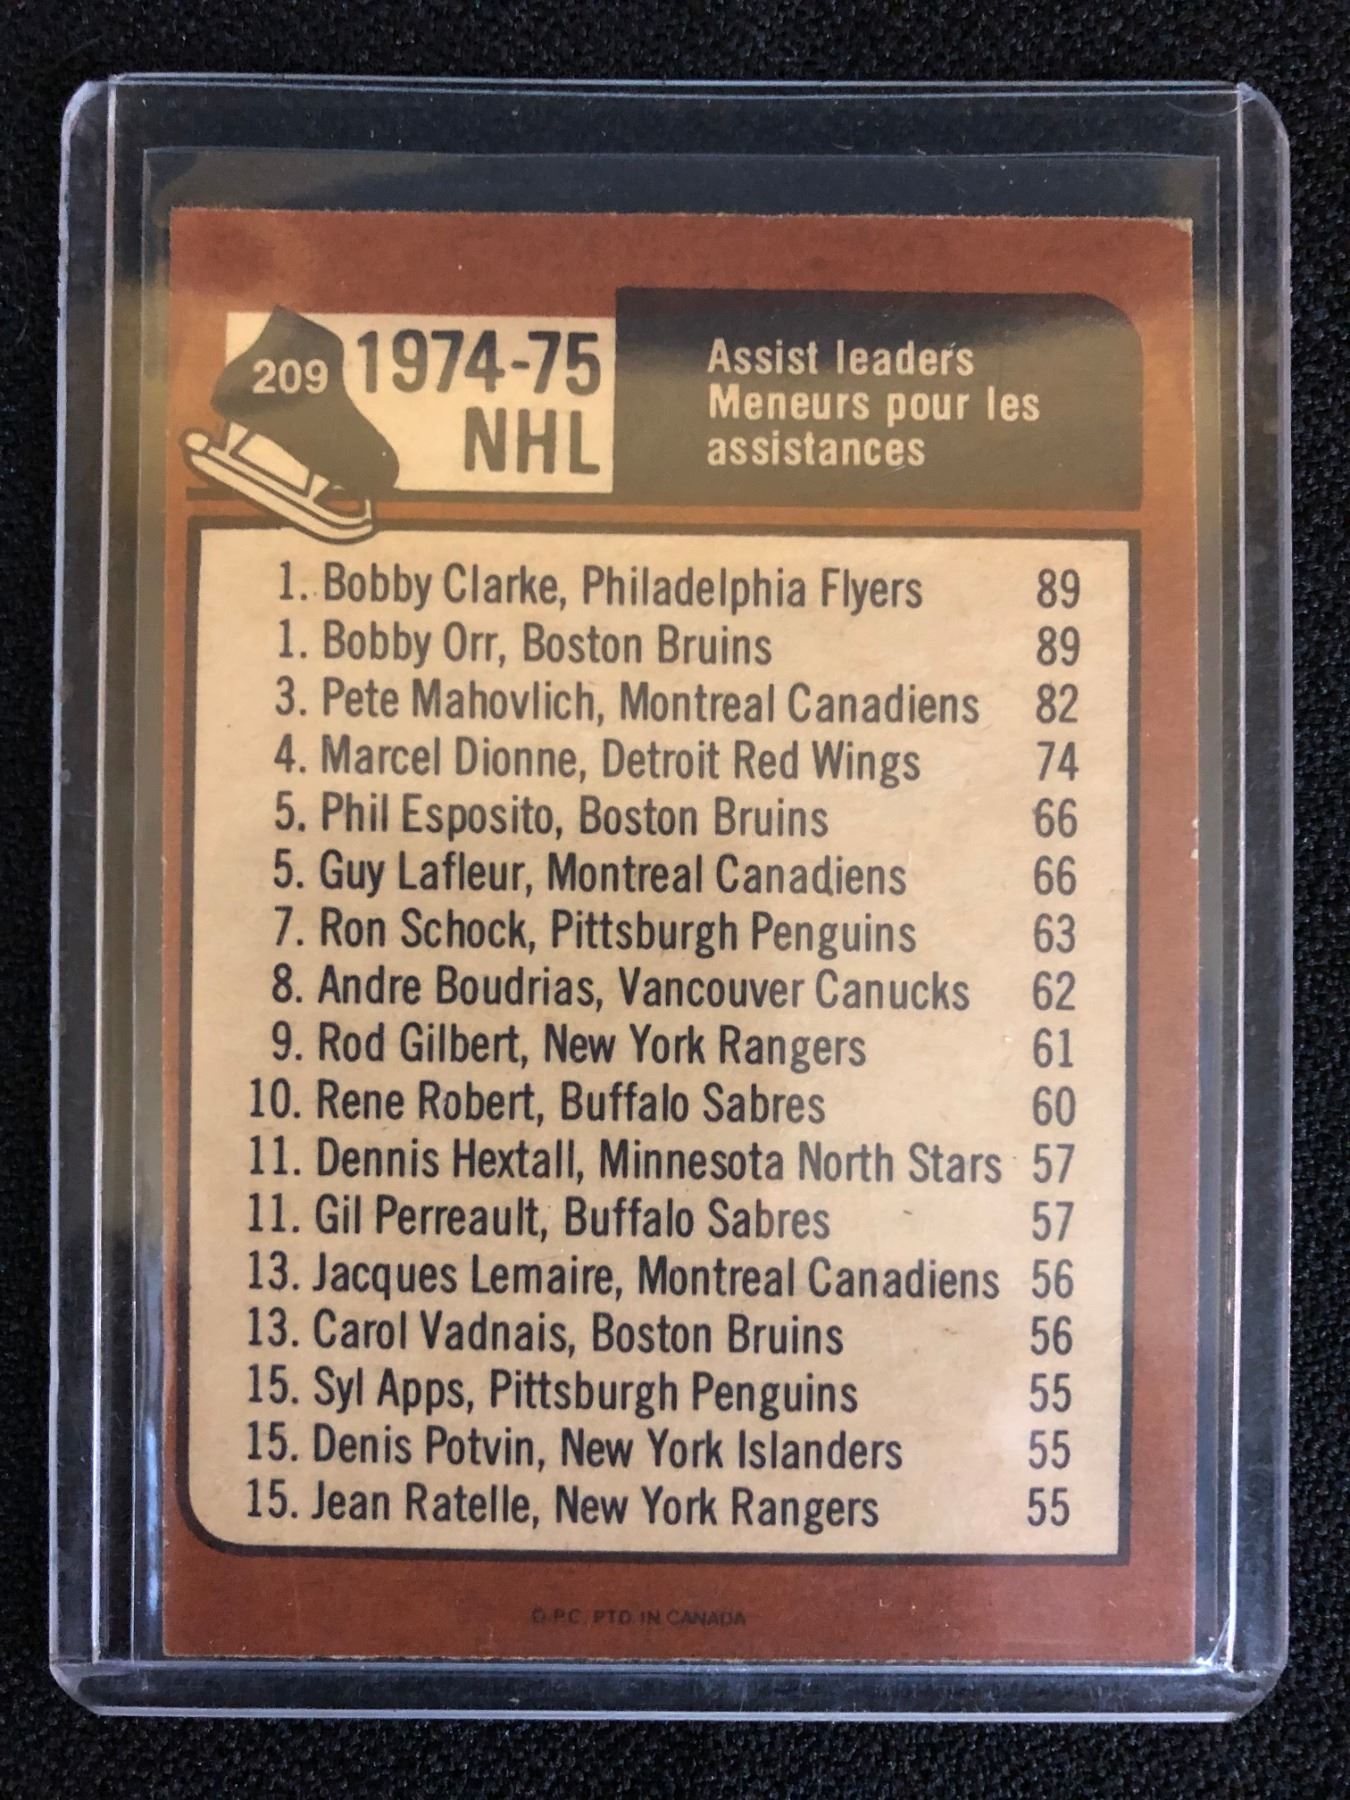 209
1974-75
NHL
Assist leaders
Meneurs pour les
assistances
1. Bobby Clarke, Philadelphia Flyers 89
1. Bobby Orr, Boston Bruins 89
3. Pete Mahovlich, Montreal Canadiens 82
4. Marcel Dionne, Detroit Red Wings 74
5. Phil Esposito, Boston Bruins 66
5. Guy Lafleur, Montreal Canadiens 66
7. Ron Schock, Pittsburgh Penguins 63
8. Andre Boudrias, Vancouver Canucks 62
9. Rod Gilbert, New York Rangers 61
10. Rene Robert, Buffalo Sabres 60
11. Dennis Hextall, Minnesota North Stars 57
11. Gil Perreault, Buffalo Sabres 57
13. Jacques Lemaire, Montreal Canadiens 56
13. Carol Vadnais, Boston Bruins 56
15. Syl Apps, Pittsburgh Penguins 55
15. Denis Potvin, New York Islanders 55
15. Jean Ratelle, New York Rangers 55
O.P.C. PTD. IN CANADA